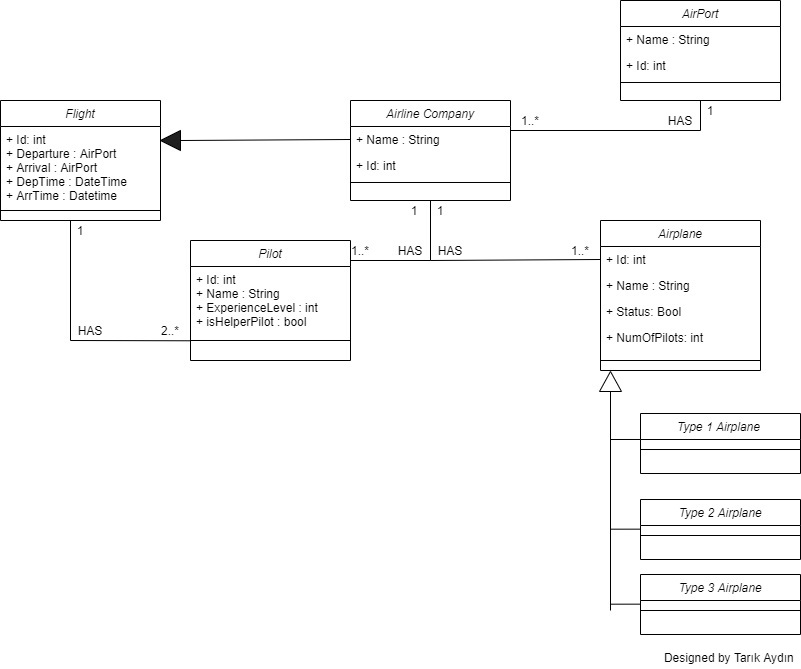 AirPort
+ Name : String
+ Id: int
1
HAS
1..*
Flight
+ Id: int
+ Departure : AirPort
+ Arrival : AirPort
+ DepTime : DateTime
+ ArrTime : Datetime
1
HAS
2..*
Airline Company
+ Name : String
+ Id: int
1
1
1..*
HAS
HAS
1..*
Pilot
+ Id: int
+ Name : String
+ ExperienceLevel : int
+ isHelperPilot : bool
Airplane
+ Id: int
+ Name : String
+ Status: Bool
+ NumOfPilots: int
Type 1 Airplane
Type 2 Airplane
Type 3 Airplane
Designed by Tarık Aydın